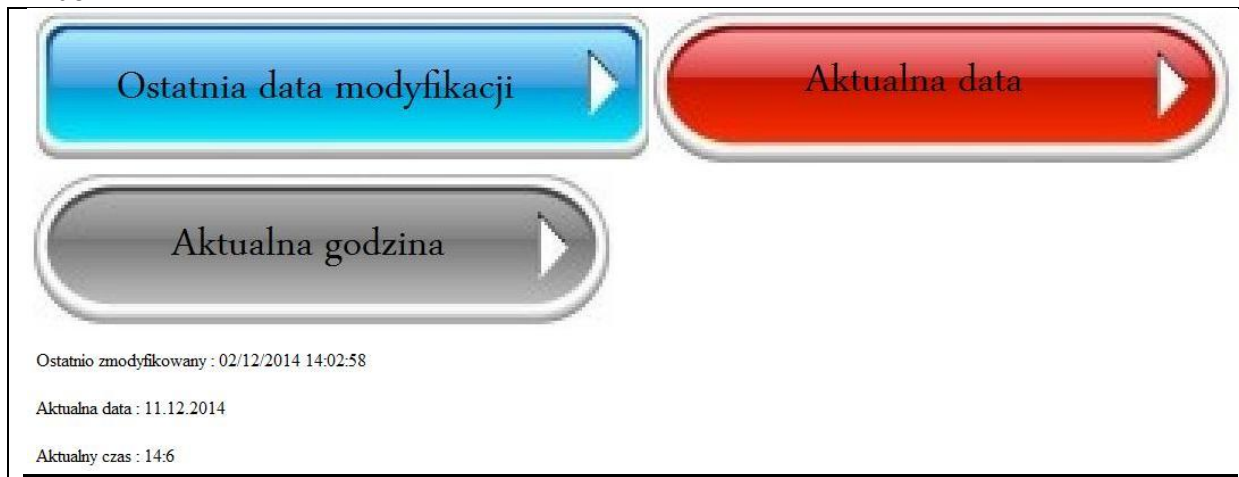 Ostatnia data modyfikacji
Aktualna data
Aktualna godzina
Ostatnio zmodyfikowany : 02/12/2014 14:02:58
Aktualna data : 11.12.2014
Aktualny czas : 14:6